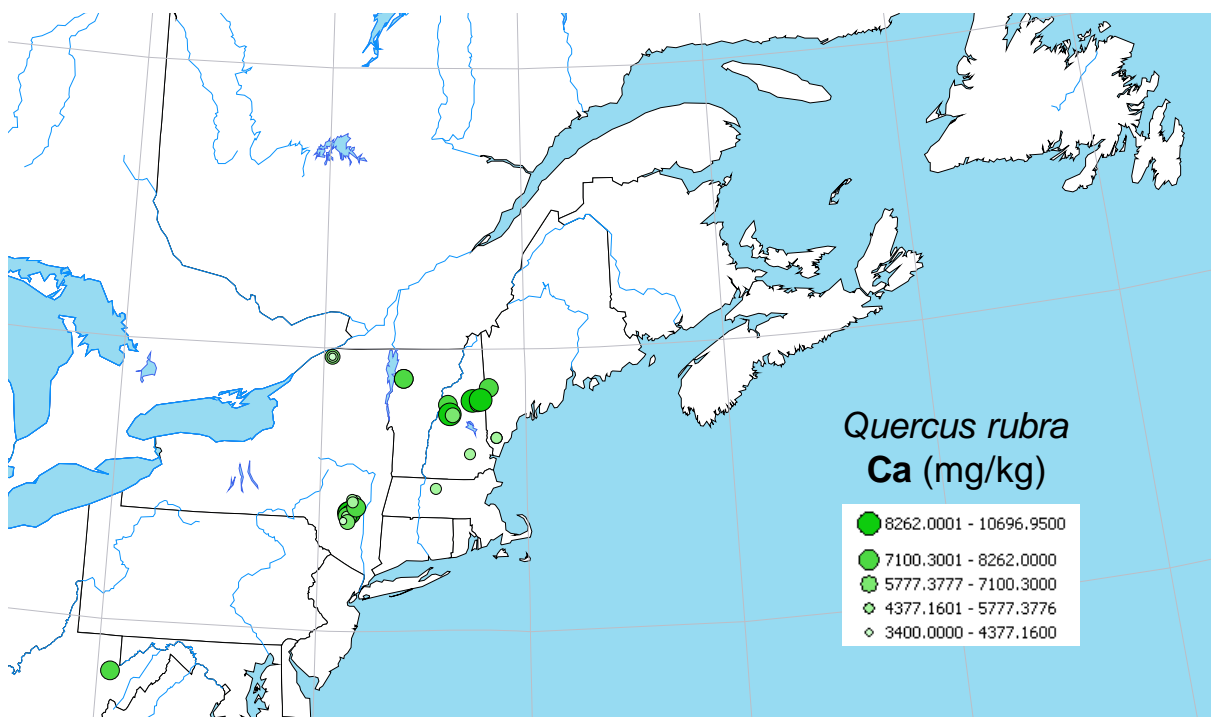 Quercus rubra
Ca (mg/kg)
8262.0001 - 10696.9500
7100.3001 - 8262.0000
5777.3777 - 7100.3000
4377.1601 - 5777.3776
3400.0000 - 4377.1600